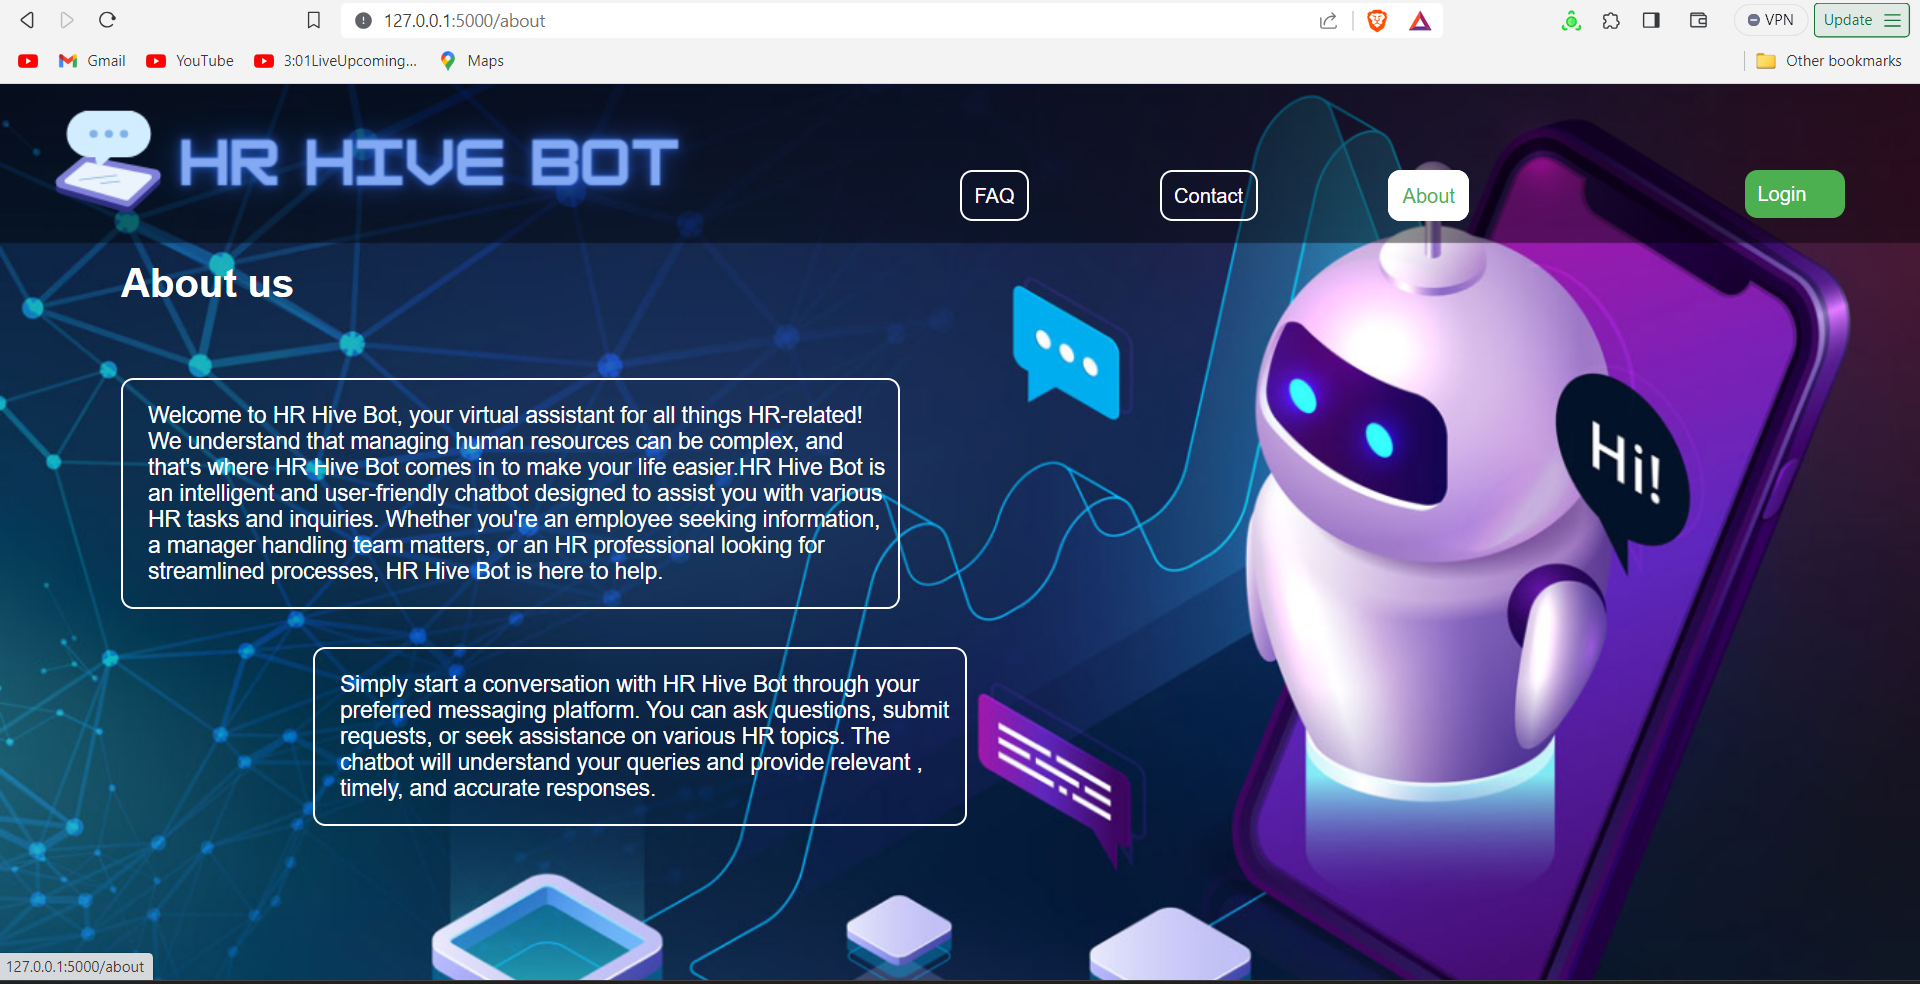 127.0.0.1:5000/about
VPN
Update
Gmail
YouTube
3:01LiveUpcoming...
Maps
Other bookmarks
HR HIVE BOT
FAQ
Contact
About
Login
About us
Welcome to HR Hive Bot, your virtual assistant for all things HR-related!
We understand that managing human resources can be complex, and
that's where HR Hive Bot comes in to make your life easier.HR Hive Bot is
an intelligent and user-friendly chatbot designed to assist you with various
HR tasks and inquiries. Whether you're an employee seeking information,
a manager handling team matters, or an HR professional looking for
streamlined processes, HR Hive Bot is here to help.
Hi!
Simply start a conversation with HR Hive Bot through your
preferred messaging platform. You can ask questions, submit
requests, or seek assistance on various HR topics. The
chatbot will understand your queries and provide relevant ,
timely, and accurate responses.
127.0.0.1:5000/about